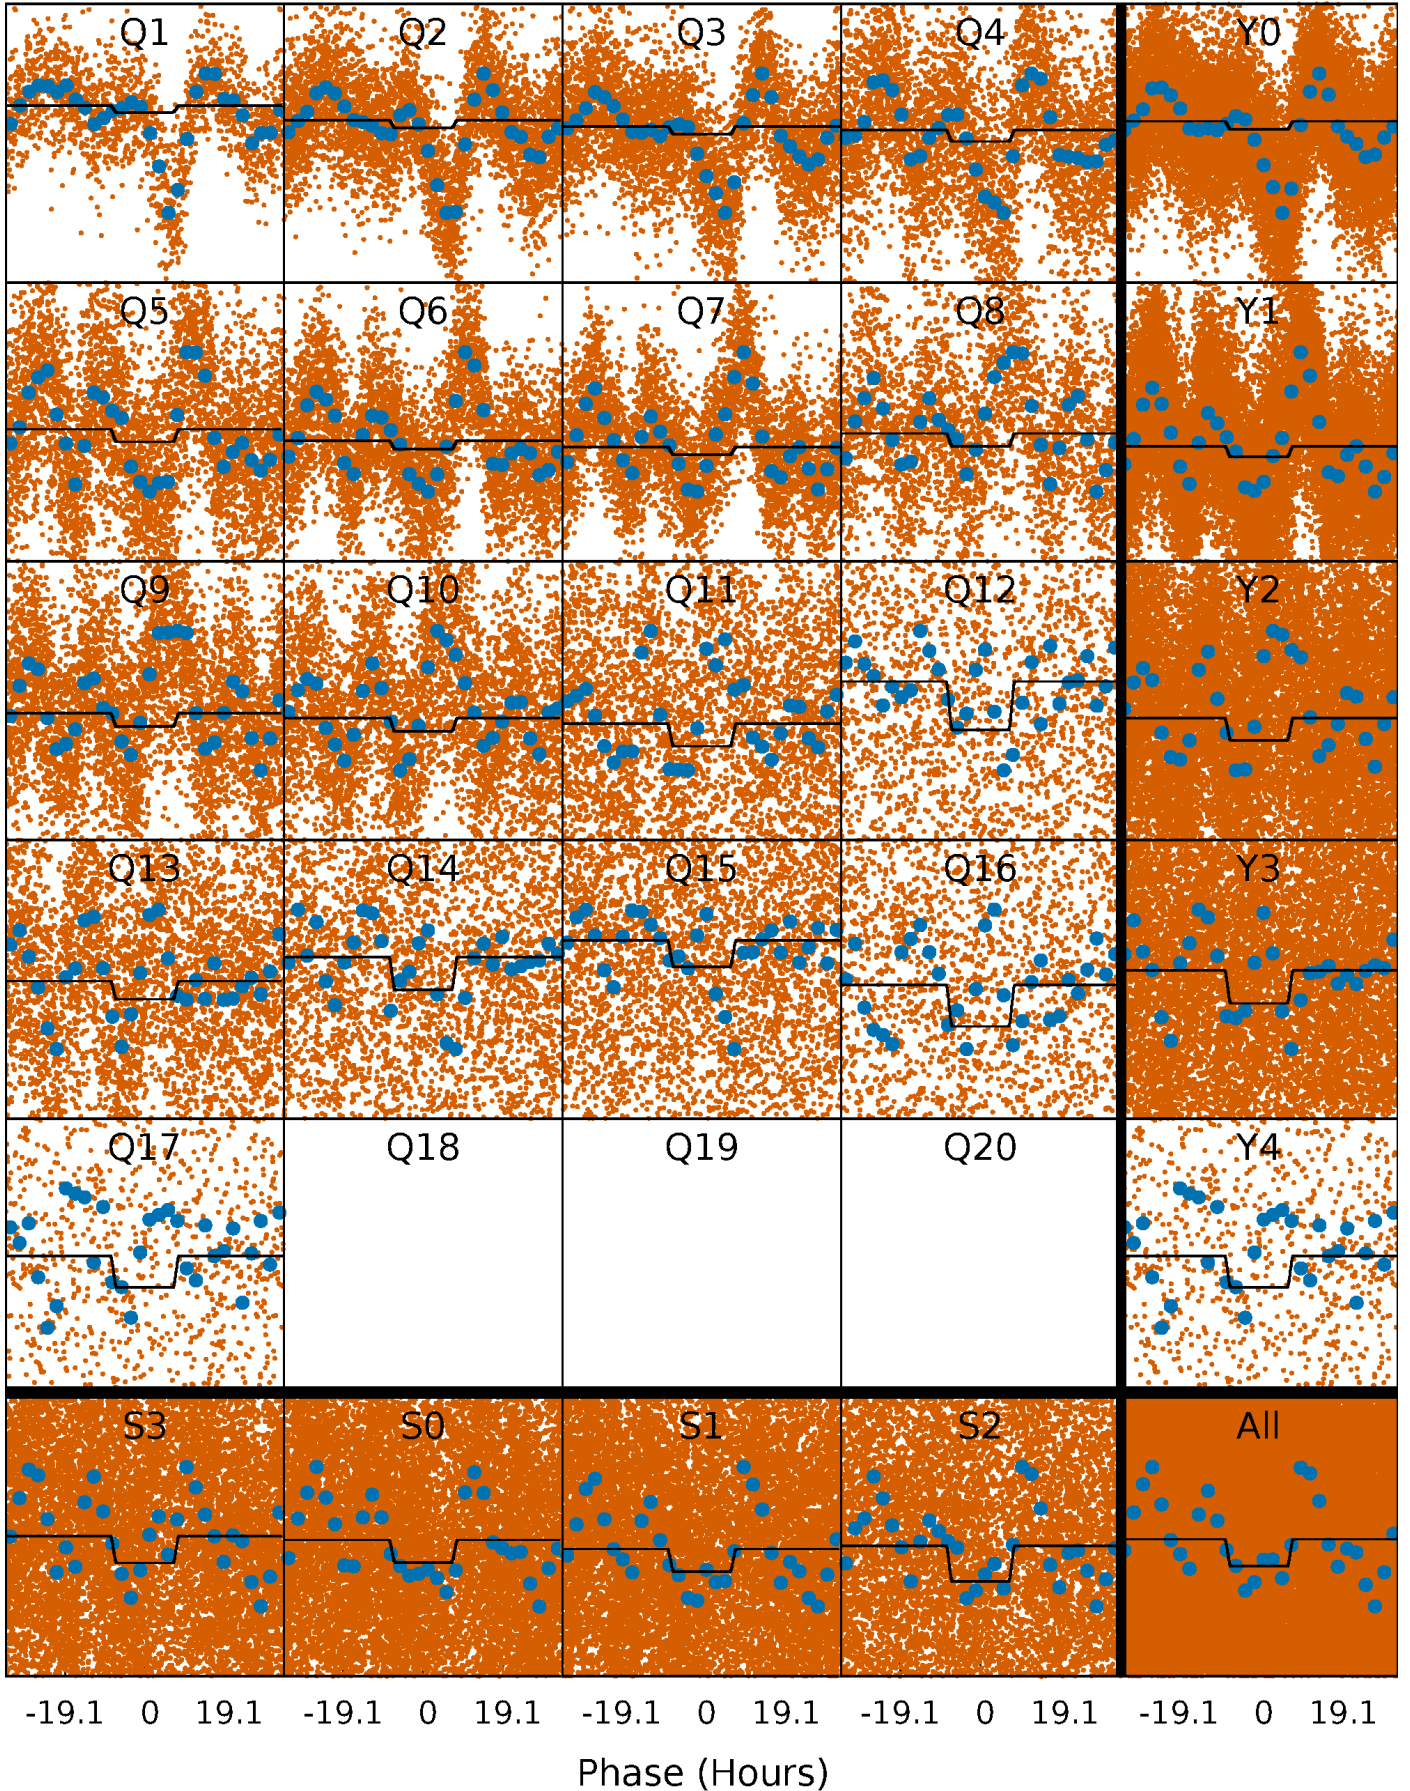 Q1 Q2 Q3 Q4 Y0
Q5 Q6 Q7 Q8 Y1
Q9 Q10 Q11 Q12 Y2
Q13 Q14 Q15 Q16 Y3
Q17 Q18 Q19 Q20 Y4
S3 S0 S1 S2 All
-19.1 0 19.1 -19.1 0 19.1 -19.1 0 19.1 -19.1 0 19.1 -19.1 0 19.1
Phase (Hours)